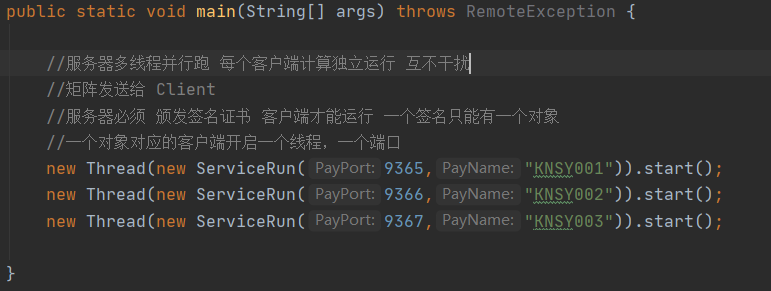 public static void main(String[] args) throws RemoteException {
//服务器多线程并行跑 每个客户端计算独立运行 互不干扰
//矩阵发送给 Client
//服务器必须 颁发签名证书 客户端才能运行 一个签名只能有一个对象
//一个对象对应的客户端开启一个线程，一个端口
new Thread(new ServiceRun( PayPort: 9365, PayName: "KNSY001")).start();
new Thread(new ServiceRun( PayPort: 9366, PayName: "KNSY002")).start();
new Thread(new ServiceRun( PayPort: 9367, PayName: "KNSY003")).start();
}